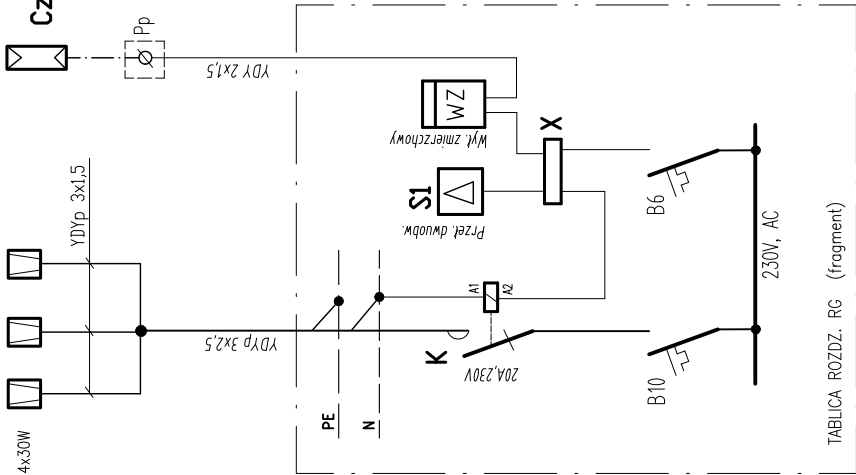 Cz
Pp
YDY 2x1,5
YDYp 3x1,5
4x30W
YDYp 3x2,5
WZ
Wył. zmierzchowy
S1
Przeł. dwuobw.
X
A1
A2
K
20A,230V
PE
N
B6
B10
230V, AC
TABLICA ROZDZ. RG (fragment)